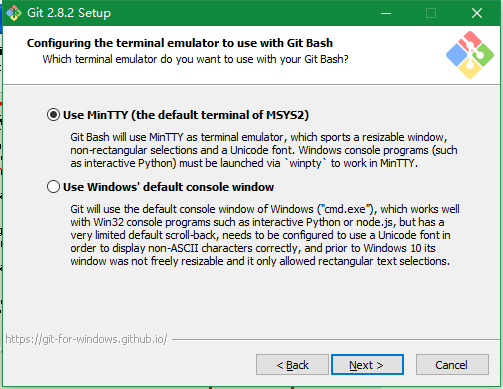 Git 2.8.2 Setup
Configuring the terminal emulator to use with Git Bash
Which terminal emulator do you want to use with your Git Bash?
Use MinTTY (the default terminal of MSYS2)
Git Bash will use MinTTY as terminal emulator, which sports a resizable window,
non-rectangular selections and a Unicode font. Windows console programs (such
as interactive Python) must be launched via `winpty` to work in MinTTY.
Use Windows' default console window
Git will use the default console window of Windows ("cmd.exe"), which works well
with Win32 console programs such as interactive Python or node.js, but has a
very limited default scroll-back, needs to be configured to use a Unicode font in
order to display non-ASCII characters correctly, and prior to Windows 10 its
window was not freely resizable and it only allowed rectangular text selections.
https://git-for-windows.github.io/
< Back
Next >
Cancel